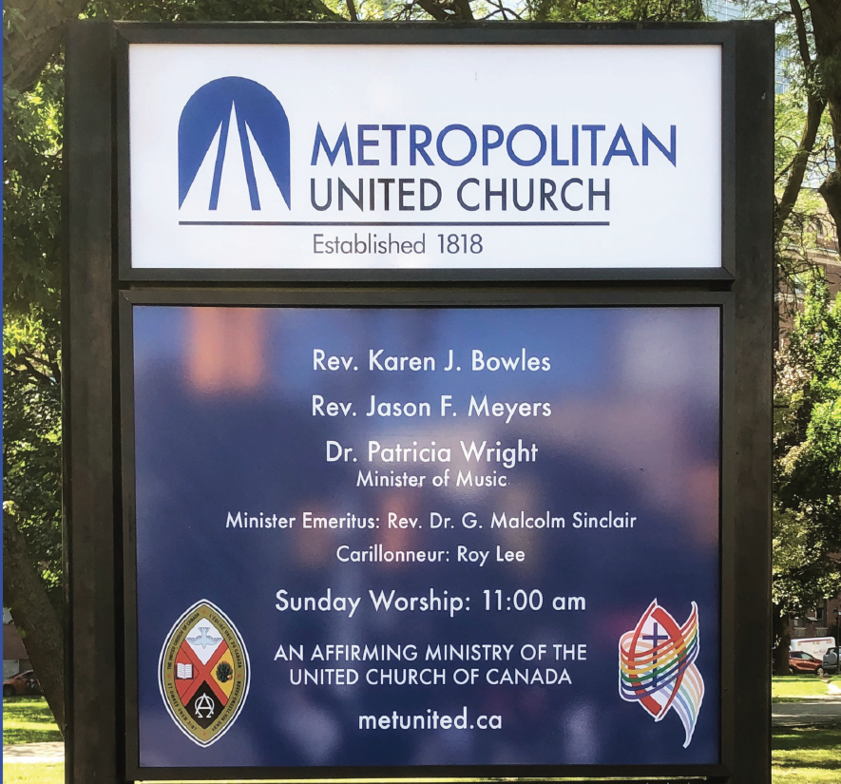 METROPOLITAN
UNITED CHURCH
Established 1818
Rev. Karen J. Bowles
Rev. Jason F. Meyers
Dr. Patricia Wright
Minister of Music
Minister Emeritus: Rev. Dr. G. Malcolm Sinclair
Carillonneur: Roy Lee
Sunday Worship: 11:00 am
AN AFFIRMING MINISTRY OF THE
UNITED CHURCH OF CANADA
metunited.ca